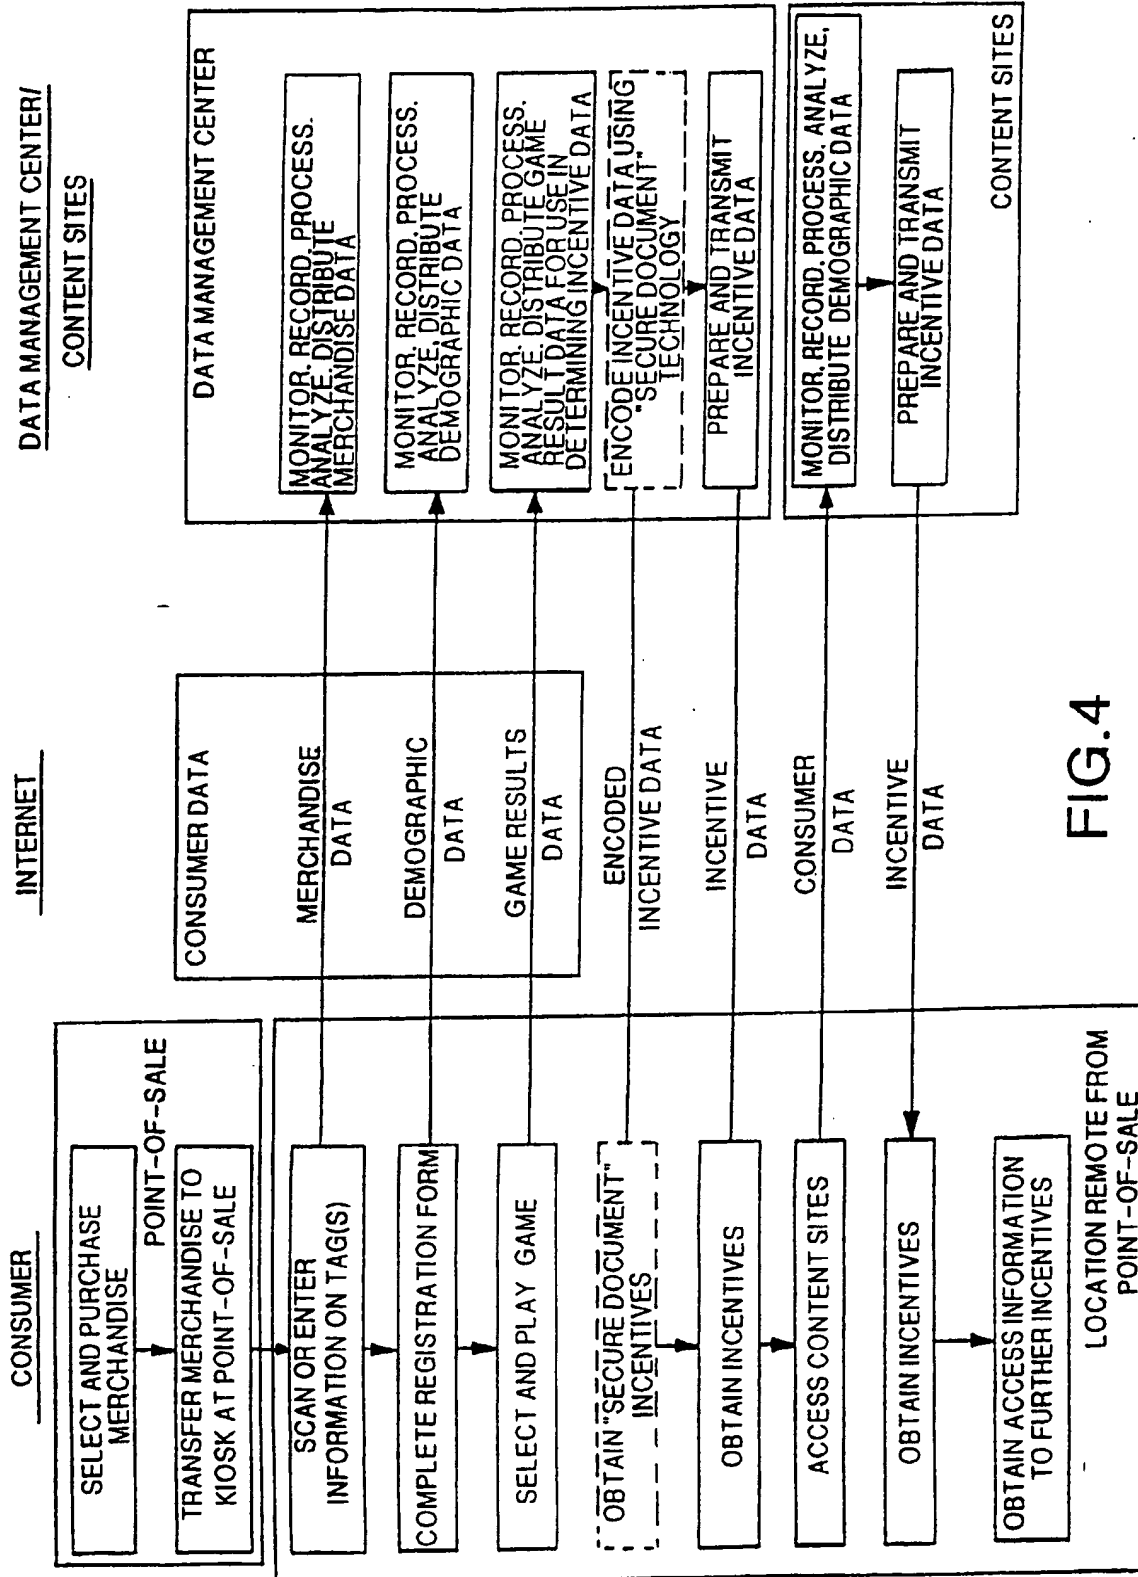 CONSUMER
SELECT AND PURCHASE
MERCHANDISE
POINT-OF-SALE
TRANSFER MERCHANDISE TO
KIOSK AT POINT-OF-SALE
SCAN OR ENTER
INFORMATION ON TAG(S)
COMPLETE REGISTRATION FORM
SELECT AND PLAY GAME
OBTAIN "SECURE DOCUMENT"
INCENTIVES
OBTAIN INCENTIVES
ACCESS CONTENT SITES
OBTAIN INCENTIVES
OBTAIN ACCESS INFORMATION
TO FURTHER INCENTIVES
LOCATION REMOTE FROM
POINT-OF-SALE
INTERNET
CONSUMER DATA
MERCHANDISE
DATA
DEMOGRAPHIC
DATA
GAME RESULTS
DATA
ENCODED
INCENTIVE DATA
INCENTIVE
DATA
CONSUMER
DATA
INCENTIVE
DATA
DATA MANAGEMENT CENTER/
CONTENT SITES
DATA MANAGEMENT CENTER
MONITOR, RECORD, PROCESS,
ANALYZE, DISTRIBUTE
MERCHANDISE DATA
MONITOR, RECORD, PROCESS,
ANALYZE, DISTRIBUTE
DEMOGRAPHIC DATA
MONITOR, RECORD, PROCESS,
ANALYZE, DISTRIBUTE GAME
RESULT DATA FOR USE IN
DETERMINING INCENTIVE DATA
ENCODE INCENTIVE DATA USING
"SECURE DOCUMENT"
TECHNOLOGY
PREPARE AND TRANSMIT
INCENTIVE DATA
MONITOR, RECORD, PROCESS, ANALYZE,
DISTRIBUTE DEMOGRAPHIC DATA
PREPARE AND TRANSMIT
INCENTIVE DATA
CONTENT SITES
FIG.4